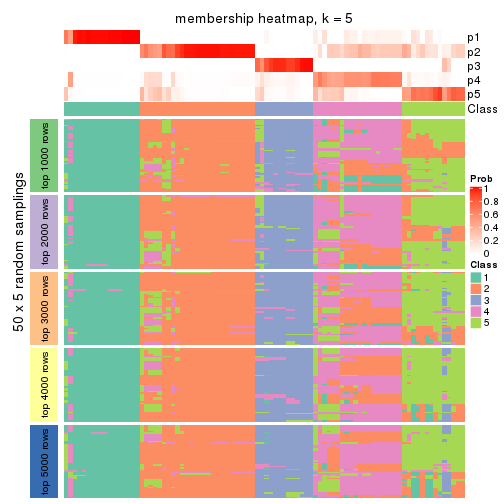 membership heatmap, k = 5
p1
p2
p3
p4
p5
Class
50 x 5 random samplings
top 1000 rows
top 2000 rows
top 3000 rows
top 4000 rows
top 5000 rows
Prob
1
0.8
0.6
0.4
0.2
0
Class
1
2
3
4
5